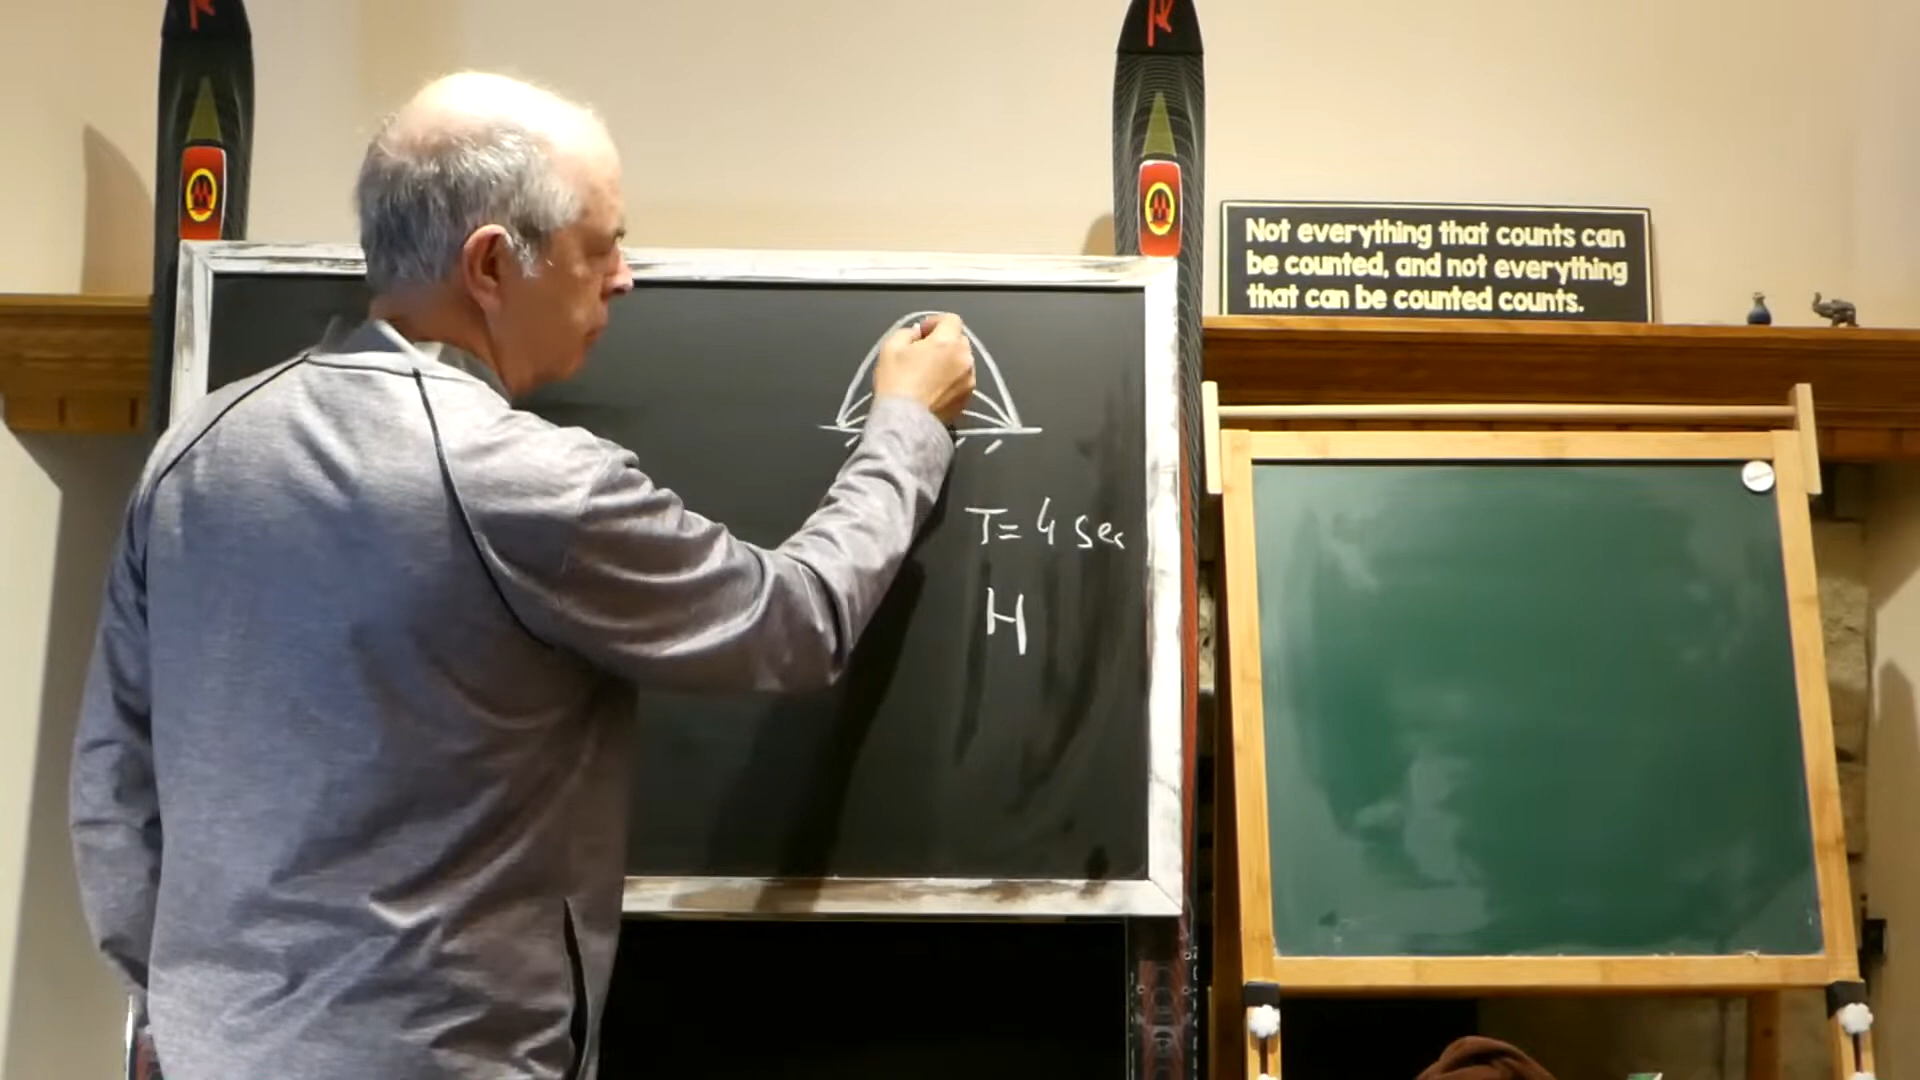 Not everything that counts can
be counted, and not everything
that can be counted counts.
T= 4 sec
H